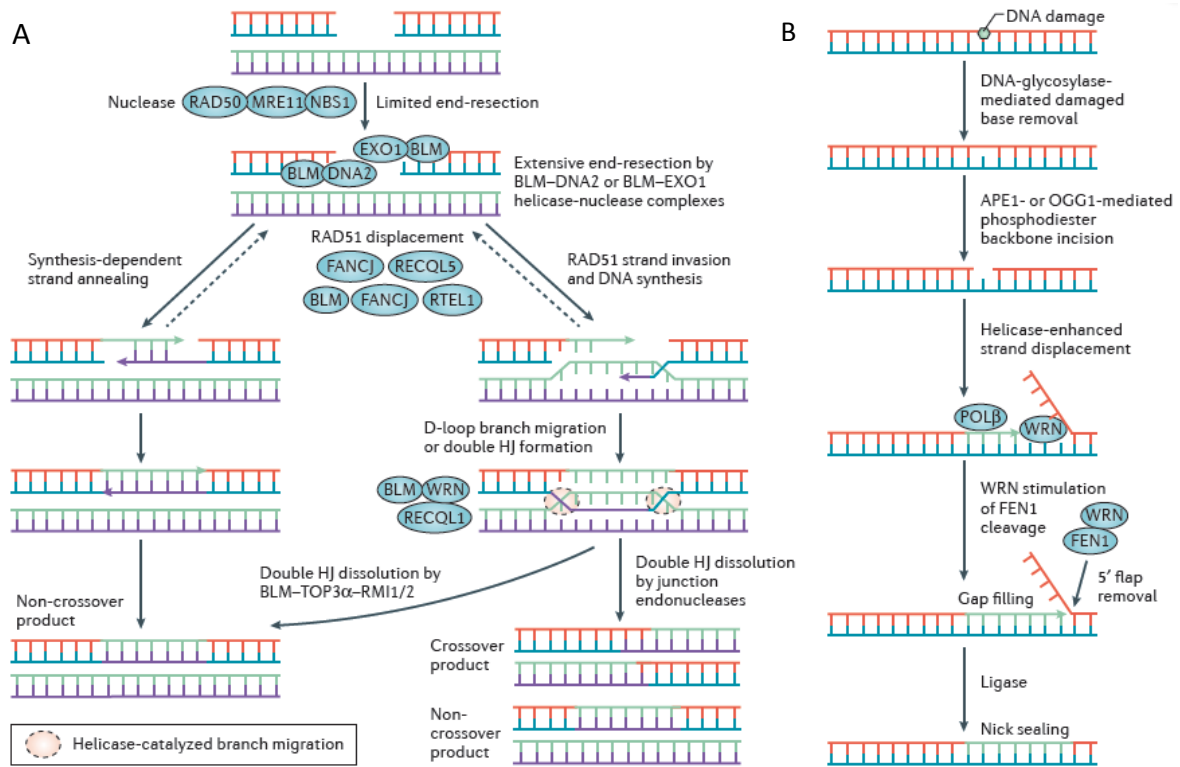 A
Nuclease RAD50 MRE11 NBS1
Limited end-resection
EXO1 BLM
BLM DNA2
Extensive end-resection by
BLM–DNA2 or BLM–EXO1
helicase-nuclease complexes
Synthesis-dependent
strand annealing
RAD51 displacement
FANCJ RECQL5
BLM FANCJ RTEL1
RAD51 strand invasion
and DNA synthesis
D-loop branch migration
or double HJ formation
BLM WRN
RECQL1
Double HJ dissolution by
BLM–TOP3α–RMI1/2
Double HJ dissolution
by junction
endonucleases
Non-crossover
product
Crossover
product
Non-
crossover
product
Helicase-catalyzed branch migration
B
DNA damage
DNA-glycosylase-
mediated damaged
base removal
APE1- or OGG1-mediated
phosphodiester
backbone incision
Helicase-enhanced
strand displacement
POLβ
WRN
WRN stimulation
of FEN1
cleavage
WRN
FEN1
5′ flap
removal
Gap filling
Ligase
Nick sealing